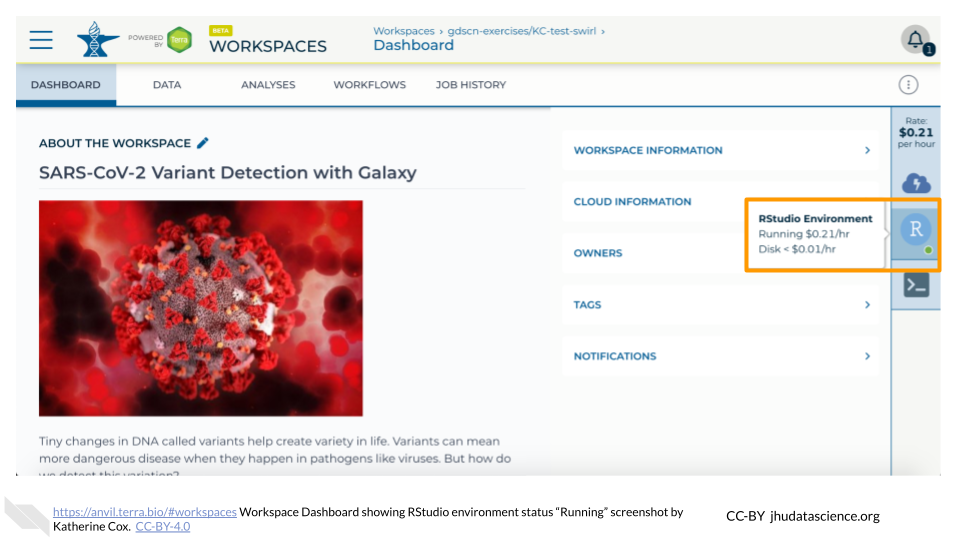 POWERED BY
Terra
BETA
WORKSPACES
Workspaces › gdscn-exercises/KC-test-swirl ›
Dashboard
1
DASHBOARD
DATA
ANALYSES
WORKFLOWS
JOB HISTORY
Rate:
$0.21
per hour
ABOUT THE WORKSPACE
SARS-CoV-2 Variant Detection with Galaxy
WORKSPACE INFORMATION
CLOUD INFORMATION
OWNERS
TAGS
NOTIFICATIONS
RStudio Environment
Running $0.21/hr
Disk < $0.01/hr
R
Tiny changes in DNA called variants help create variety in life. Variants can mean
more dangerous disease when they happen in pathogens like viruses. But how do
we detect this variation?
https://anvil.terra.bio/#workspaces Workspace Dashboard showing RStudio environment status “Running” screenshot by
Katherine Cox. CC-BY-4.0
CC-BY jhudatascience.org